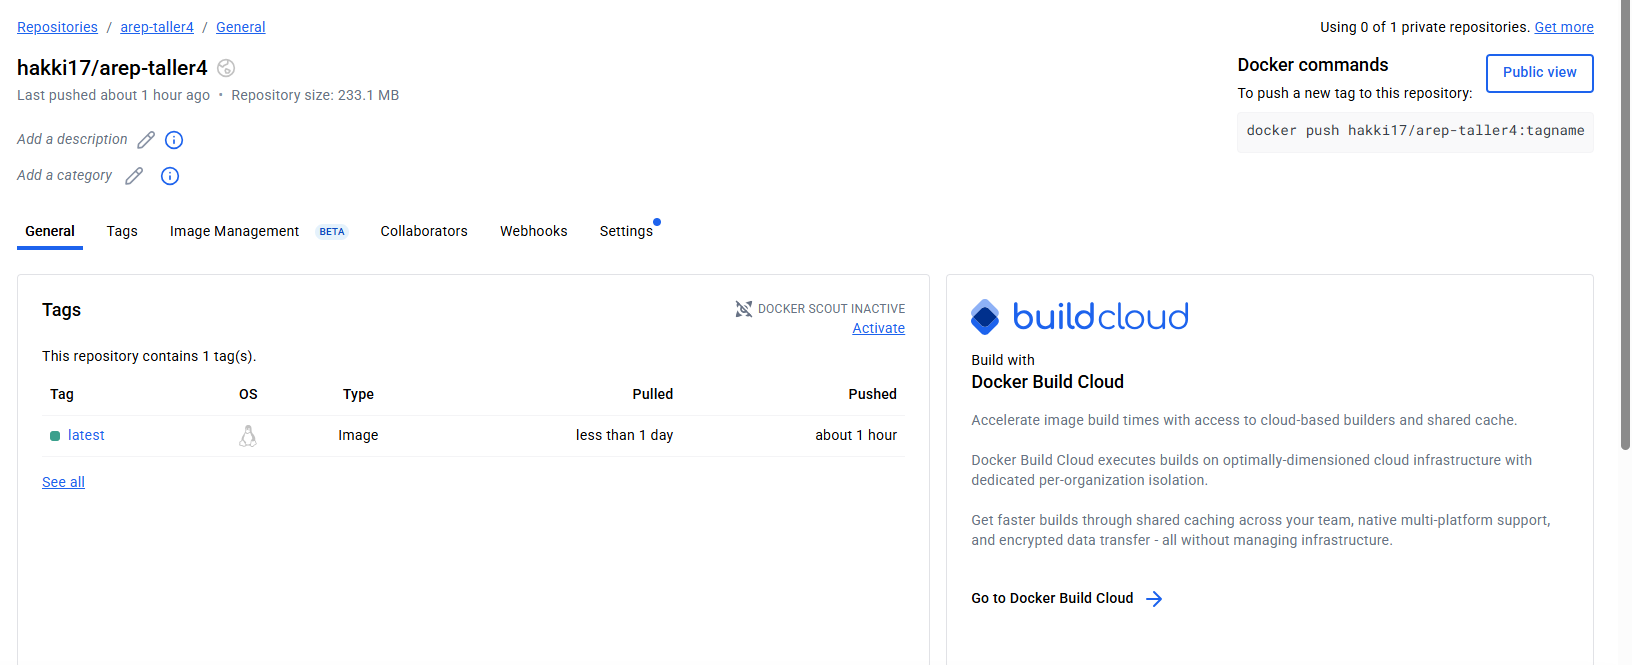 Repositories / arep-taller4 / General
Using 0 of 1 private repositories. Get more
hakki17/arep-taller4
Last pushed about 1 hour ago • Repository size: 233.1 MB
Add a description
Add a category
Docker commands
Public view
To push a new tag to this repository:
docker push hakki17/arep-taller4:tagname
General Tags Image Management BETA Collaborators Webhooks Settings
Tags
DOCKER SCOUT INACTIVE
Activate
This repository contains 1 tag(s).
Tag OS Type Pulled Pushed
latest Image less than 1 day about 1 hour
See all
buildcloud
Build with
Docker Build Cloud
Accelerate image build times with access to cloud-based builders and shared cache.
Docker Build Cloud executes builds on optimally-dimensioned cloud infrastructure with
dedicated per-organization isolation.
Get faster builds through shared caching across your team, native multi-platform support,
and encrypted data transfer - all without managing infrastructure.
Go to Docker Build Cloud